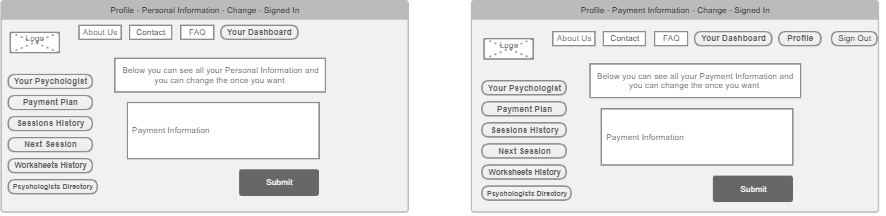 Profile - Personal Information - Change - Signed In
Logo
About Us
Contact
FAQ
Your Dashboard
Your Psychologist
Payment Plan
Sessions History
Next Session
Worksheets History
Psychologists Directory
Below you can see all your Personal Information and
you can change the once you want
Payment Information
Submit
Profile - Payment Information - Change - Signed In
Logo
About Us
Contact
FAQ
Your Dashboard
Profile
Sign Out
Your Psychologist
Payment Plan
Sessions History
Next Session
Worksheets History
Psychologists Directory
Below you can see all your Payment Information and
you can change the once you want
Payment Information
Submit